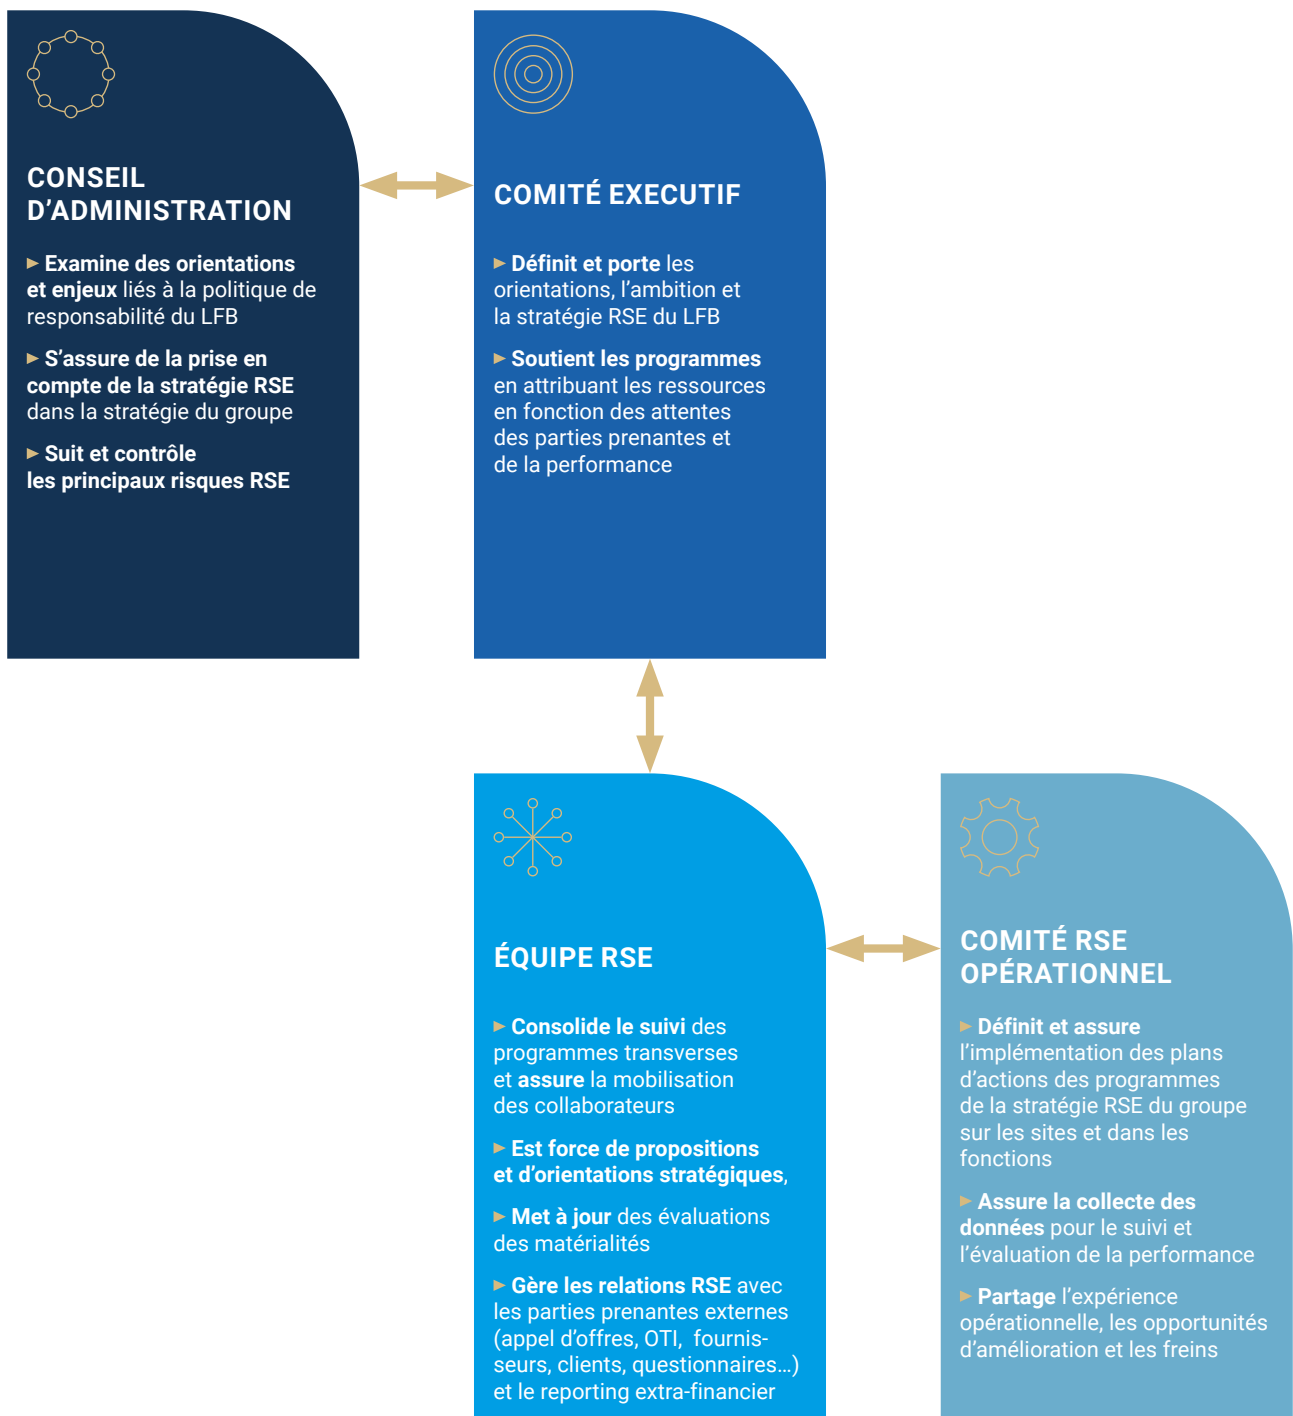 CONSEIL
D’ADMINISTRATION
► Examine des orientations
et enjeux liés à la politique de
responsabilité du LFB
► S’assure de la prise en
compte de la stratégie RSE
dans la stratégie du groupe
► Suit et contrôle
les principaux risques RSE
COMITÉ EXECUTIF
► Définit et porte les
orientations, l’ambition et
la stratégie RSE du LFB
► Soutient les programmes
en attribuant les ressources
en fonction des attentes
des parties prenantes et
de la performance
ÉQUIPE RSE
► Consolide le suivi des
programmes transverses
et assure la mobilisation
des collaborateurs
► Est force de propositions
et d’orientations stratégiques,
► Met à jour des évaluations
des matérialités
► Gère les relations RSE avec
les parties prenantes externes
(appel d’offres, OTI, fournis-
seurs, clients, questionnaires…)
et le reporting extra-financier
COMITÉ RSE
OPÉRATIONNEL
► Définit et assure
l’implémentation des plans
d’actions des programmes
de la stratégie RSE du groupe
sur les sites et dans les
fonctions
► Assure la collecte des
données pour le suivi et
l’évaluation de la performance
► Partage l’expérience
opérationnelle, les opportunités
d’amélioration et les freins